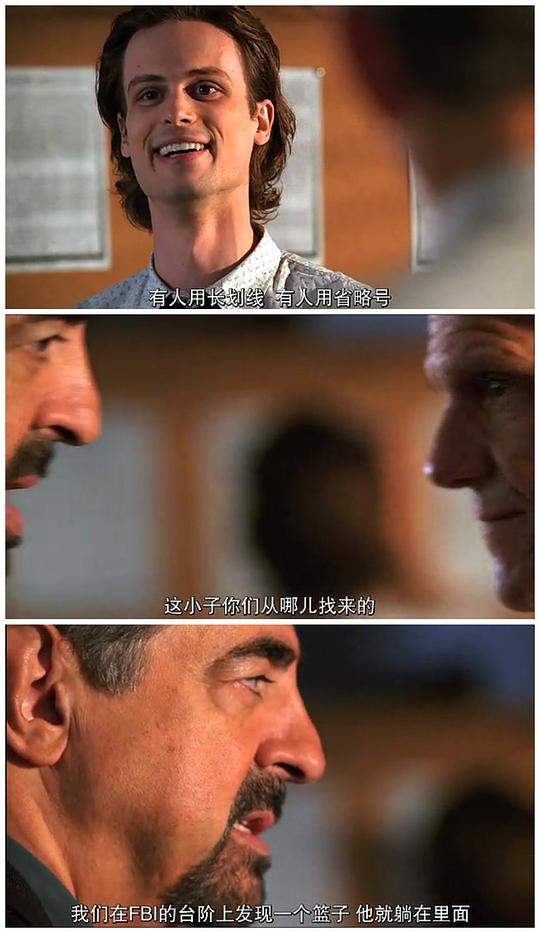 有人用长划线 有人用省略号
这小子你们从哪儿找来的
我们在FBI的台阶上发现一个篮子 他就躺在里面